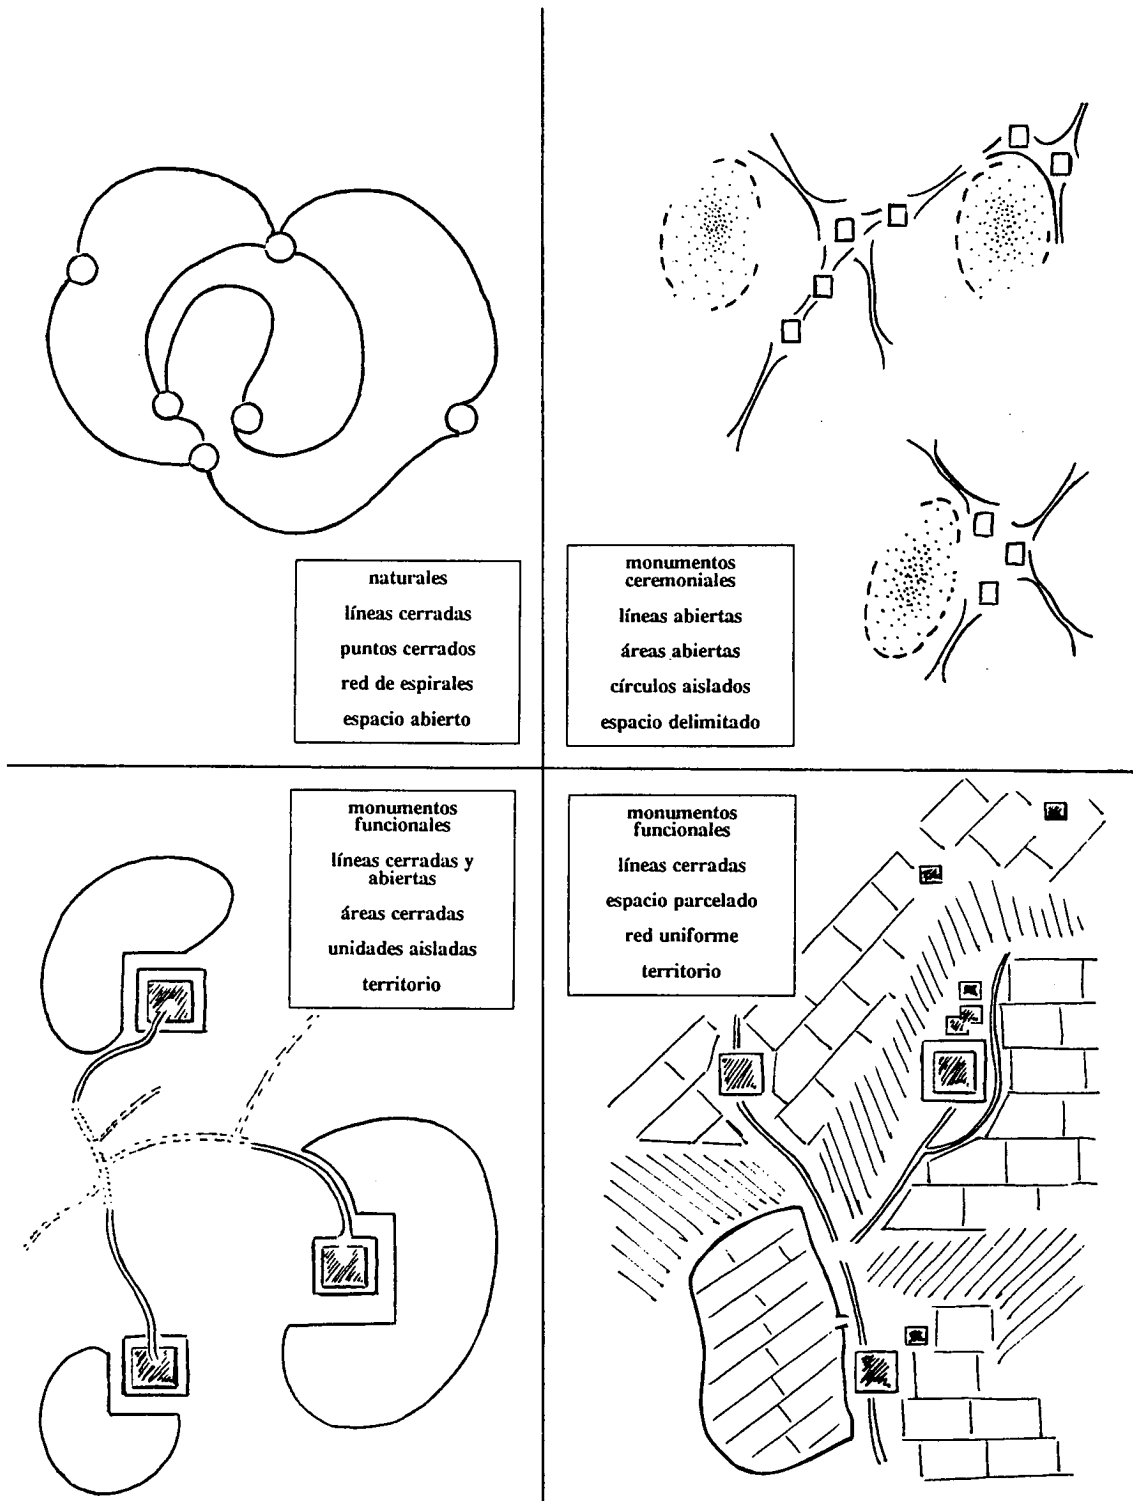 naturales
líneas cerradas
puntos cerrados
red de espirales
espacio abierto
monumentos
ceremoniales
líneas abiertas
áreas abiertas
círculos aislados
espacio delimitado
monumentos
funcionales
líneas cerradas y
abiertas
áreas cerradas
unidades aisladas
territorio
monumentos
funcionales
líneas cerradas
espacio parcelado
red uniforme
territorio